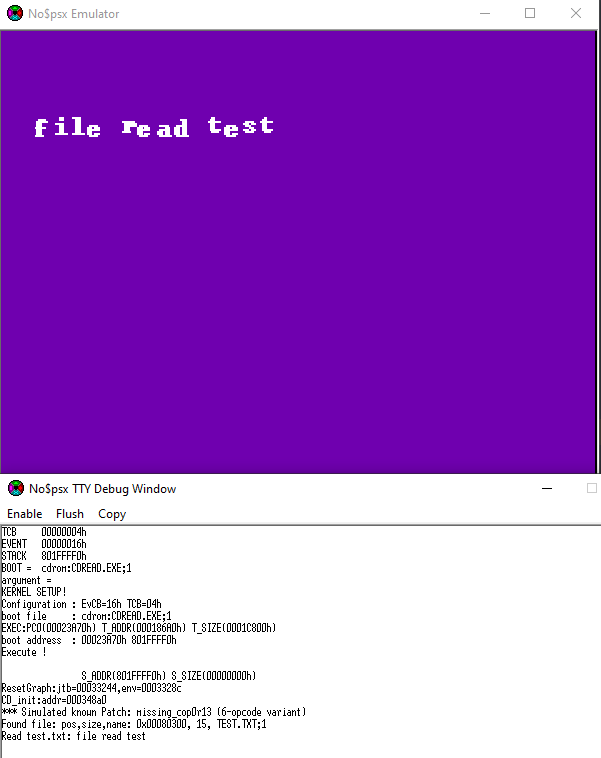 No$psx Emulator
file read test
No$psx TTY Debug Window
Enable Flush Copy
TCB 00000004h
EVENT 00000016h
STACK 801FFFF0h
BOOT = cdrom:CDREAD.EXE;1
argument =
KERNEL SETUP!
Configuration : EvCB=16h TCB=04h
boot file : cdrom:CDREAD.EXE;1
EXEC:PC0(00023A70h) T_ADDR(000186A0h) T_SIZE(0001C800h)
boot address : 00023A70h 801FFFF0h
Execute !
S_ADDR(801FFFF0h) S_SIZE(00000000h)
ResetGraph:jtb=00033244,env=0003328c
CD_init:addr=000348a0
*** Simulated known Patch: missing_cop0r13 (6-opcode variant)
Found file: pos,size,name: 0x00080300, 15, TEST.TXT;1
Read test.txt: file read test